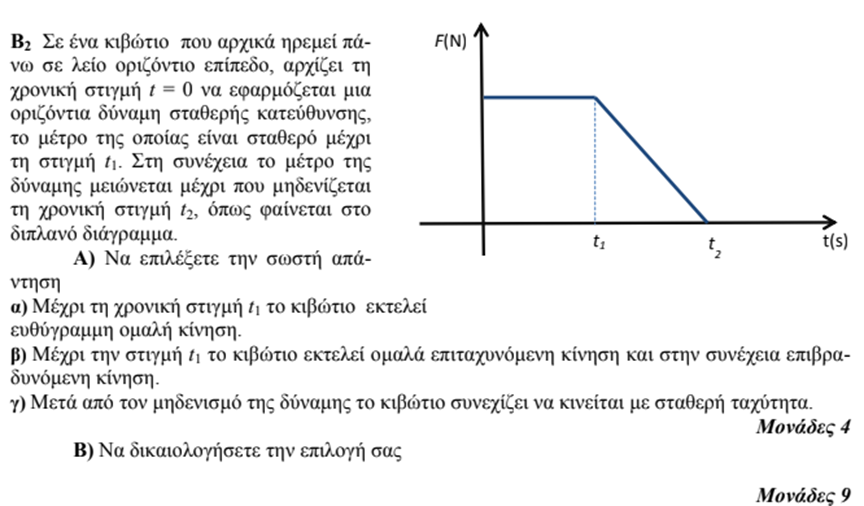 B₂ Σε ένα κιβώτιο που αρχικά ηρεμεί πά-
νω σε λείο οριζόντιο επίπεδο, αρχίζει τη
χρονική στιγμή t = 0 να εφαρμόζεται μια
οριζόντια δύναμη σταθερής κατεύθυνσης,
το μέτρο της οποίας είναι σταθερό μέχρι
τη στιγμή t₁. Στη συνέχεια το μέτρο της
δύναμης μειώνεται μέχρι που μηδενίζεται
τη χρονική στιγμή t₂, όπως φαίνεται στο
διπλανό διάγραμμα.
F(N)
t₁
t₂
t(s)
Α) Να επιλέξετε την σωστή απά-
ντηση
α) Μέχρι τη χρονική στιγμή t₁ το κιβώτιο εκτελεί
ευθύγραμμη ομαλή κίνηση.
β) Μέχρι την στιγμή t₁ το κιβώτιο εκτελεί ομαλά επιταχυνόμενη κίνηση και στην συνέχεια επιβρα-
δυνόμενη κίνηση.
γ) Μετά από τον μηδενισμό της δύναμης το κιβώτιο συνεχίζει να κινείται με σταθερή ταχύτητα.
Μονάδες 4
Β) Να δικαιολογήσετε την επιλογή σας
Μονάδες 9